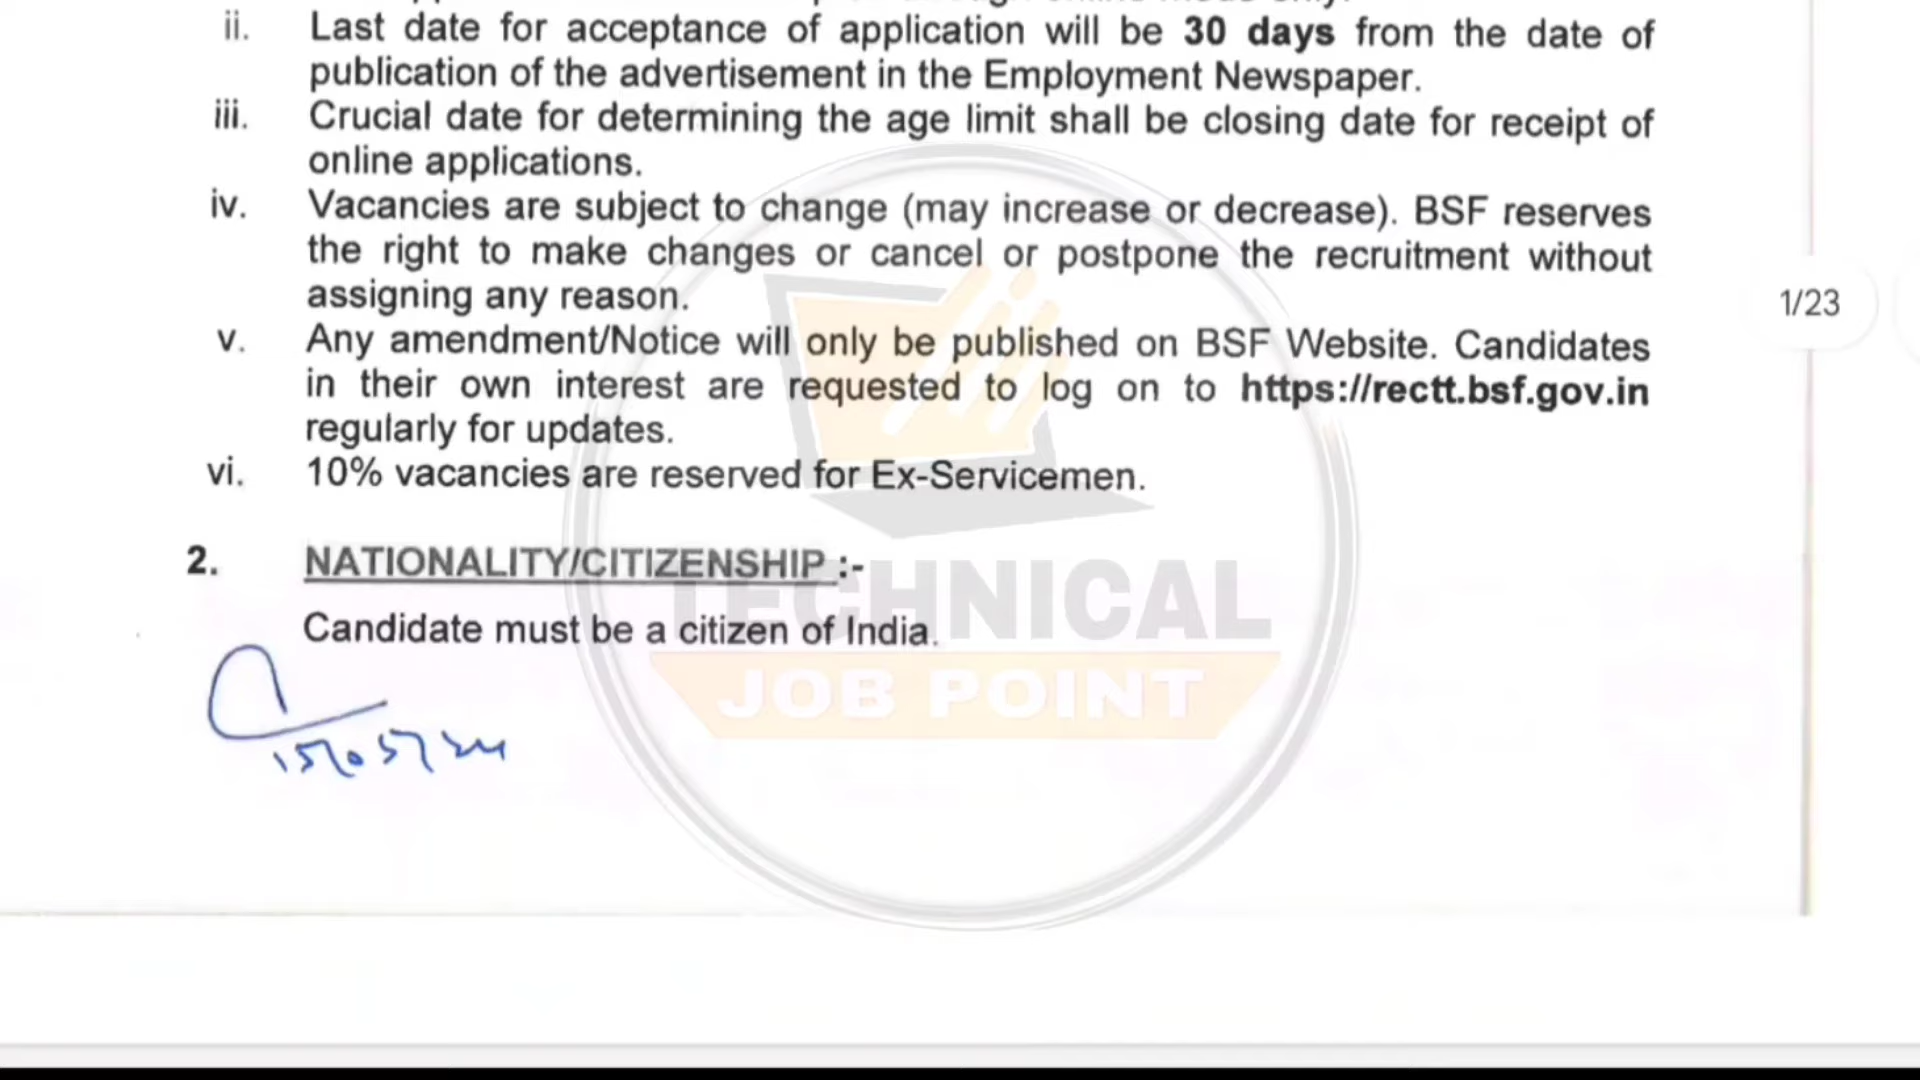 ii. Last date for acceptance of application will be 30 days from the date of
publication of the advertisement in the Employment Newspaper.
iii. Crucial date for determining the age limit shall be closing date for receipt of
online applications.
iv. Vacancies are subject to change (may increase or decrease). BSF reserves
the right to make changes or cancel or postpone the recruitment without
assigning any reason.
1/23
v. Any amendment/Notice will only be published on BSF Website. Candidates
in their own interest are requested to log on to https://rectt.bsf.gov.in
regularly for updates.
vi. 10% vacancies are reserved for Ex-Servicemen.
2. NATIONALITY/CITIZENSHIP :-
Candidate must be a citizen of India.
TECHNICAL
JOB POINT
15/05/24